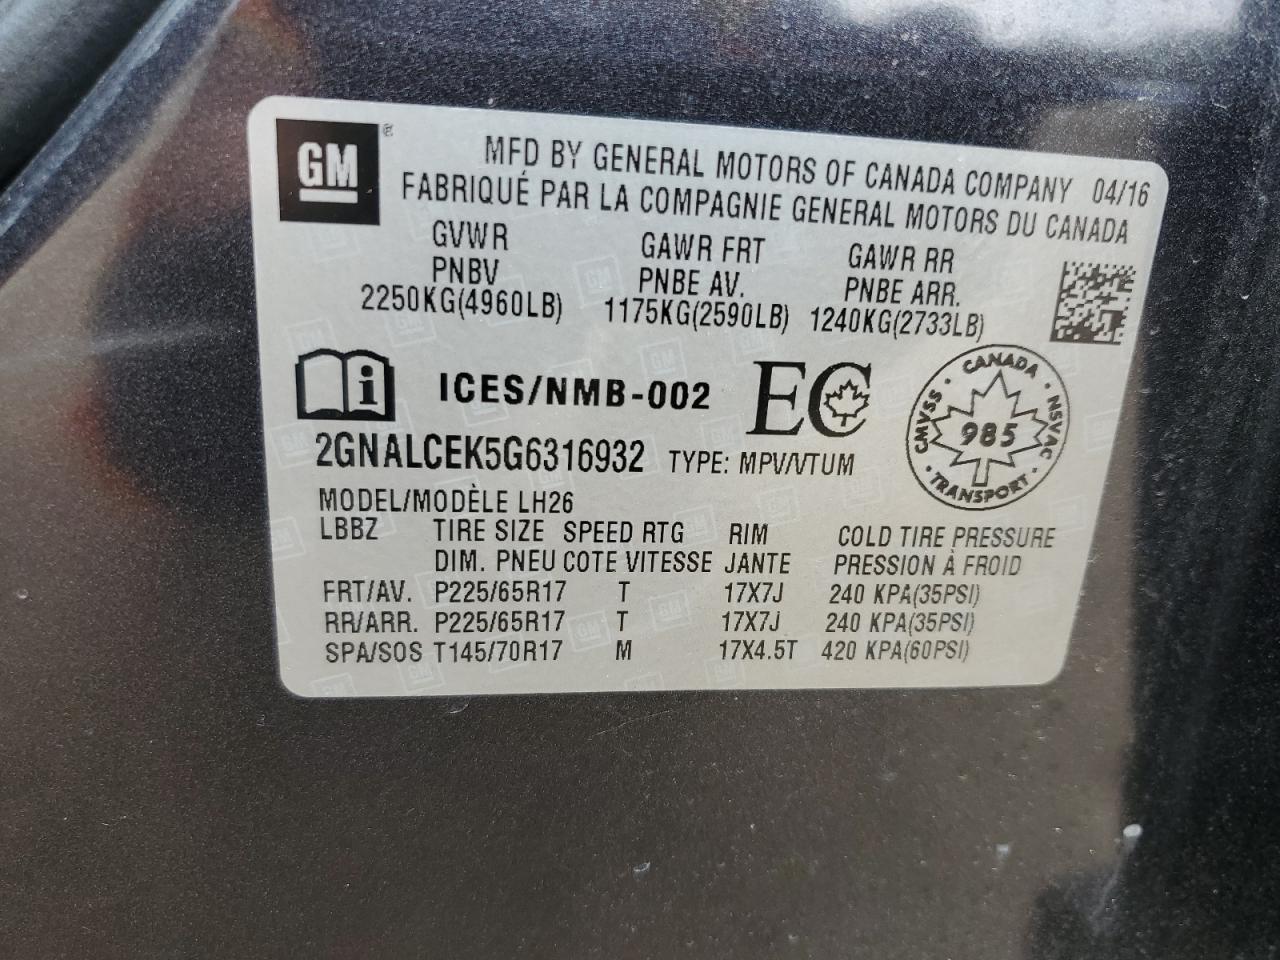 GM
MFD BY GENERAL MOTORS OF CANADA COMPANY 04/16
FABRIQUÉ PAR LA COMPAGNIE GENERAL MOTORS DU CANADA
GVWR GAWR FRT GAWR RR
PNBV PNBE AV. PNBE ARR.
2250KG(4960LB) 1175KG(2590LB) 1240KG(2733LB)
i ICES/NMB-002 EC
CANADA
CMVSS 985 NSVAC
TRANSPORT
2GNALCEK5G6316932 TYPE: MPV/VTUM
MODEL/MODÈLE LH26
LBBZ TIRE SIZE SPEED RTG RIM COLD TIRE PRESSURE
DIM. PNEU COTE VITESSE JANTE PRESSION À FROID
FRT/AV. P225/65R17 T 17X7J 240 KPA(35PSI)
RR/ARR. P225/65R17 T 17X7J 240 KPA(35PSI)
SPA/SOS T145/70R17 M 17X4.5T 420 KPA(60PSI)